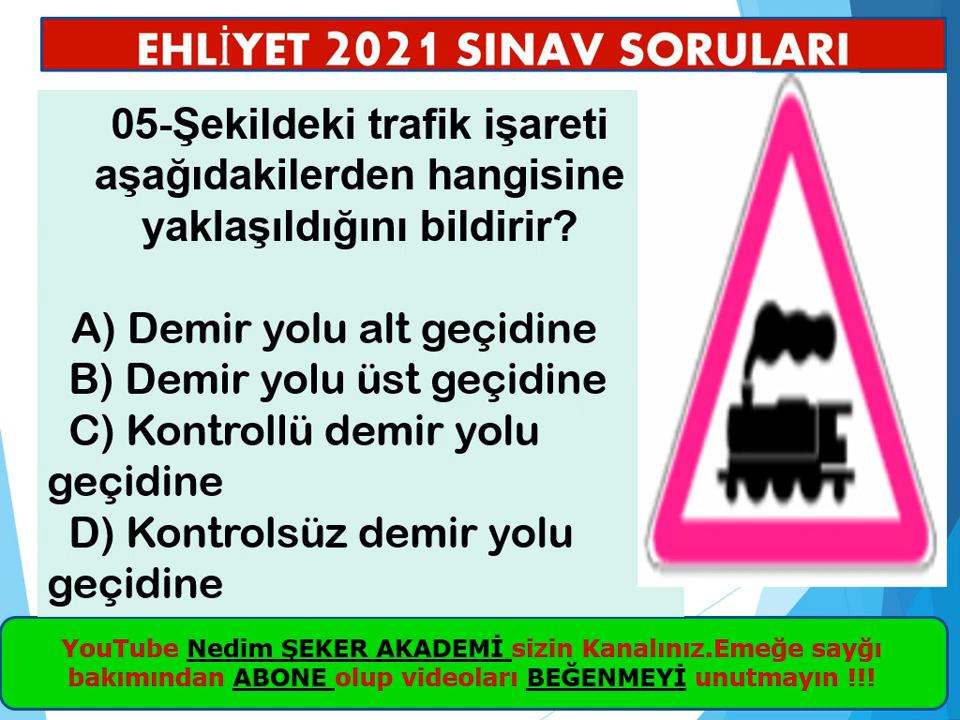 EHLİYET 2021 SINAV SORULARI
05-Şekildeki trafik işareti
aşağıdakilerden hangisine
yaklaşıldığını bildirir?
A) Demir yolu alt geçidine
B) Demir yolu üst geçidine
C) Kontrollü demir yolu
geçidine
D) Kontrolsüz demir yolu
geçidine
YouTube Nedim ŞEKER AKADEMİ sizin Kanalınız.Emeğe sayğı
bakımından ABONE olup videoları BEĞENMEYİ unutmayın !!!